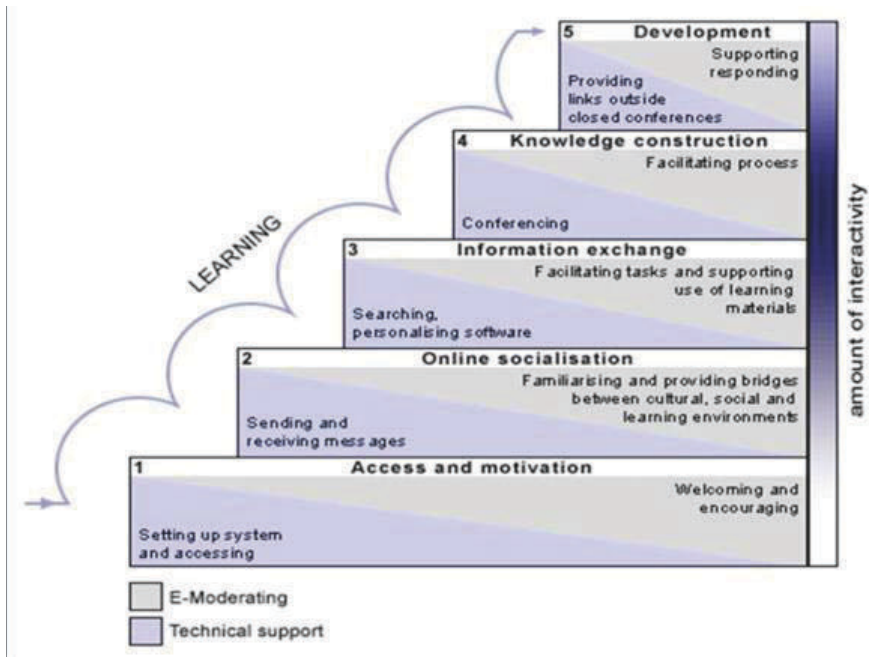 5 Development
Supporting
responding
Providing
links outside
closed conferences
4 Knowledge construction
Facilitating process
Conferencing
3 Information exchange
Facilitating tasks and supporting
use of learning
materials
Searching,
personalising software
2 Online socialisation
Familiarising and providing bridges
between cultural, social and
learning environments
Sending and
receiving messages
1 Access and motivation
Welcoming and
encouraging
Setting up system
and accessing
LEARNING
amount of interactivity
E-Moderating
Technical support